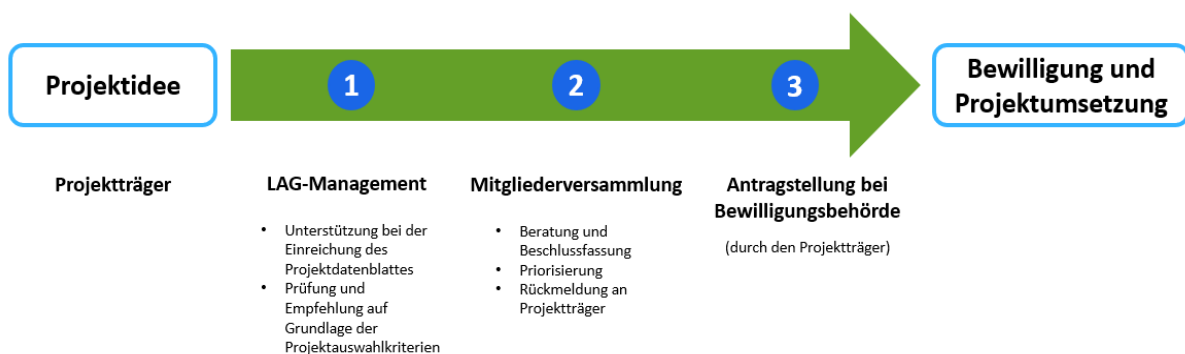 Projektidee
1
2
3
Bewilligung und
Projektumsetzung
Projektträger
LAG-Management
• Unterstützung bei der
Einreichung des
Projektdatenblattes
• Prüfung und
Empfehlung auf
Grundlage der
Projektauswahlkriterien
Mitgliederversammlung
• Beratung und
Beschlussfassung
• Priorisierung
• Rückmeldung an
Projektträger
Antragstellung bei
Bewilligungsbehörde
(durch den Projektträger)